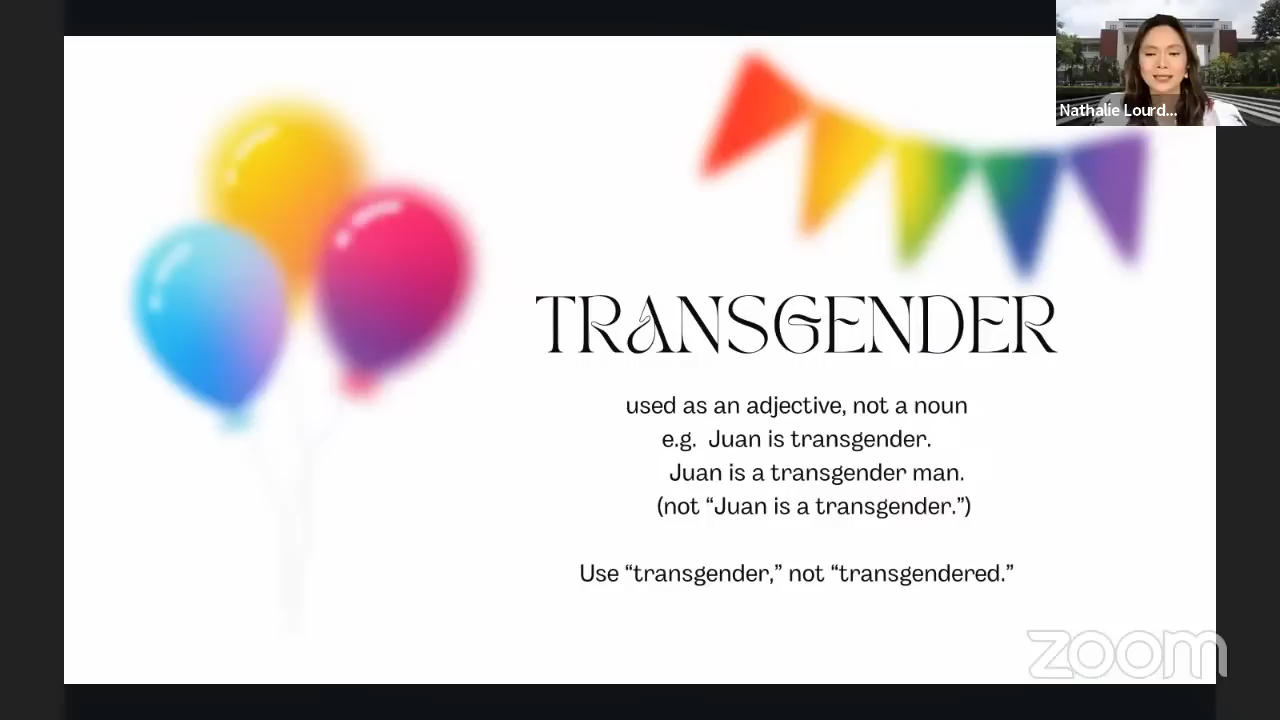 Nathalie Lourd...
TRANSGENDER
used as an adjective, not a noun
e.g. Juan is transgender.
Juan is a transgender man.
(not “Juan is a transgender.”)
Use “transgender,” not “transgendered.”
zoom